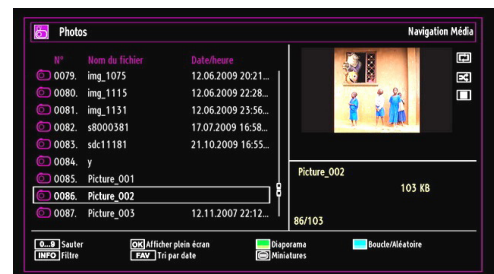 Photos
Navigation Média
N° Nom du fichier Date/heure
0079. img_1075 12.06.2009 20:21...
0080. img_1115 12.06.2009 22:28...
0081. img_1131 12.06.2009 23:56...
0082. s8000381 17.07.2009 16:58...
0083. sdc11181 21.10.2009 16:55...
0084. y
0085. Picture_001
0086. Picture_002
0087. Picture_003 12.11.2007 22:12...
Picture_002
103 KB
86/103
0...9 Sauter OK Afficher plein écran Diaporama Boucle/Aléatoire
INFO Filtre FAV Tri par date Miniatures